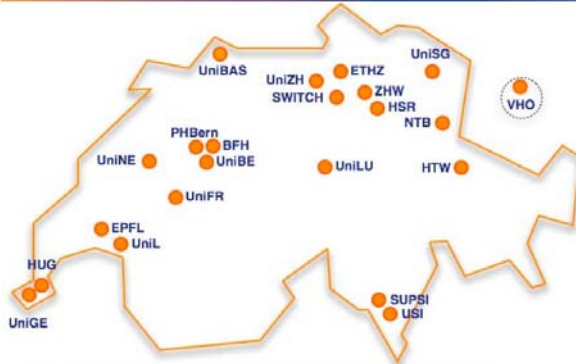 UniBAS
ETHZ
UniSG
UniZH
ZHW
SWITCH
HSR
VHO
NTB
PHBern
BFH
UniNE
UniBE
UniLU
HTW
UniFR
EPFL
UniL
HUG
UniGE
SUPSI
USI